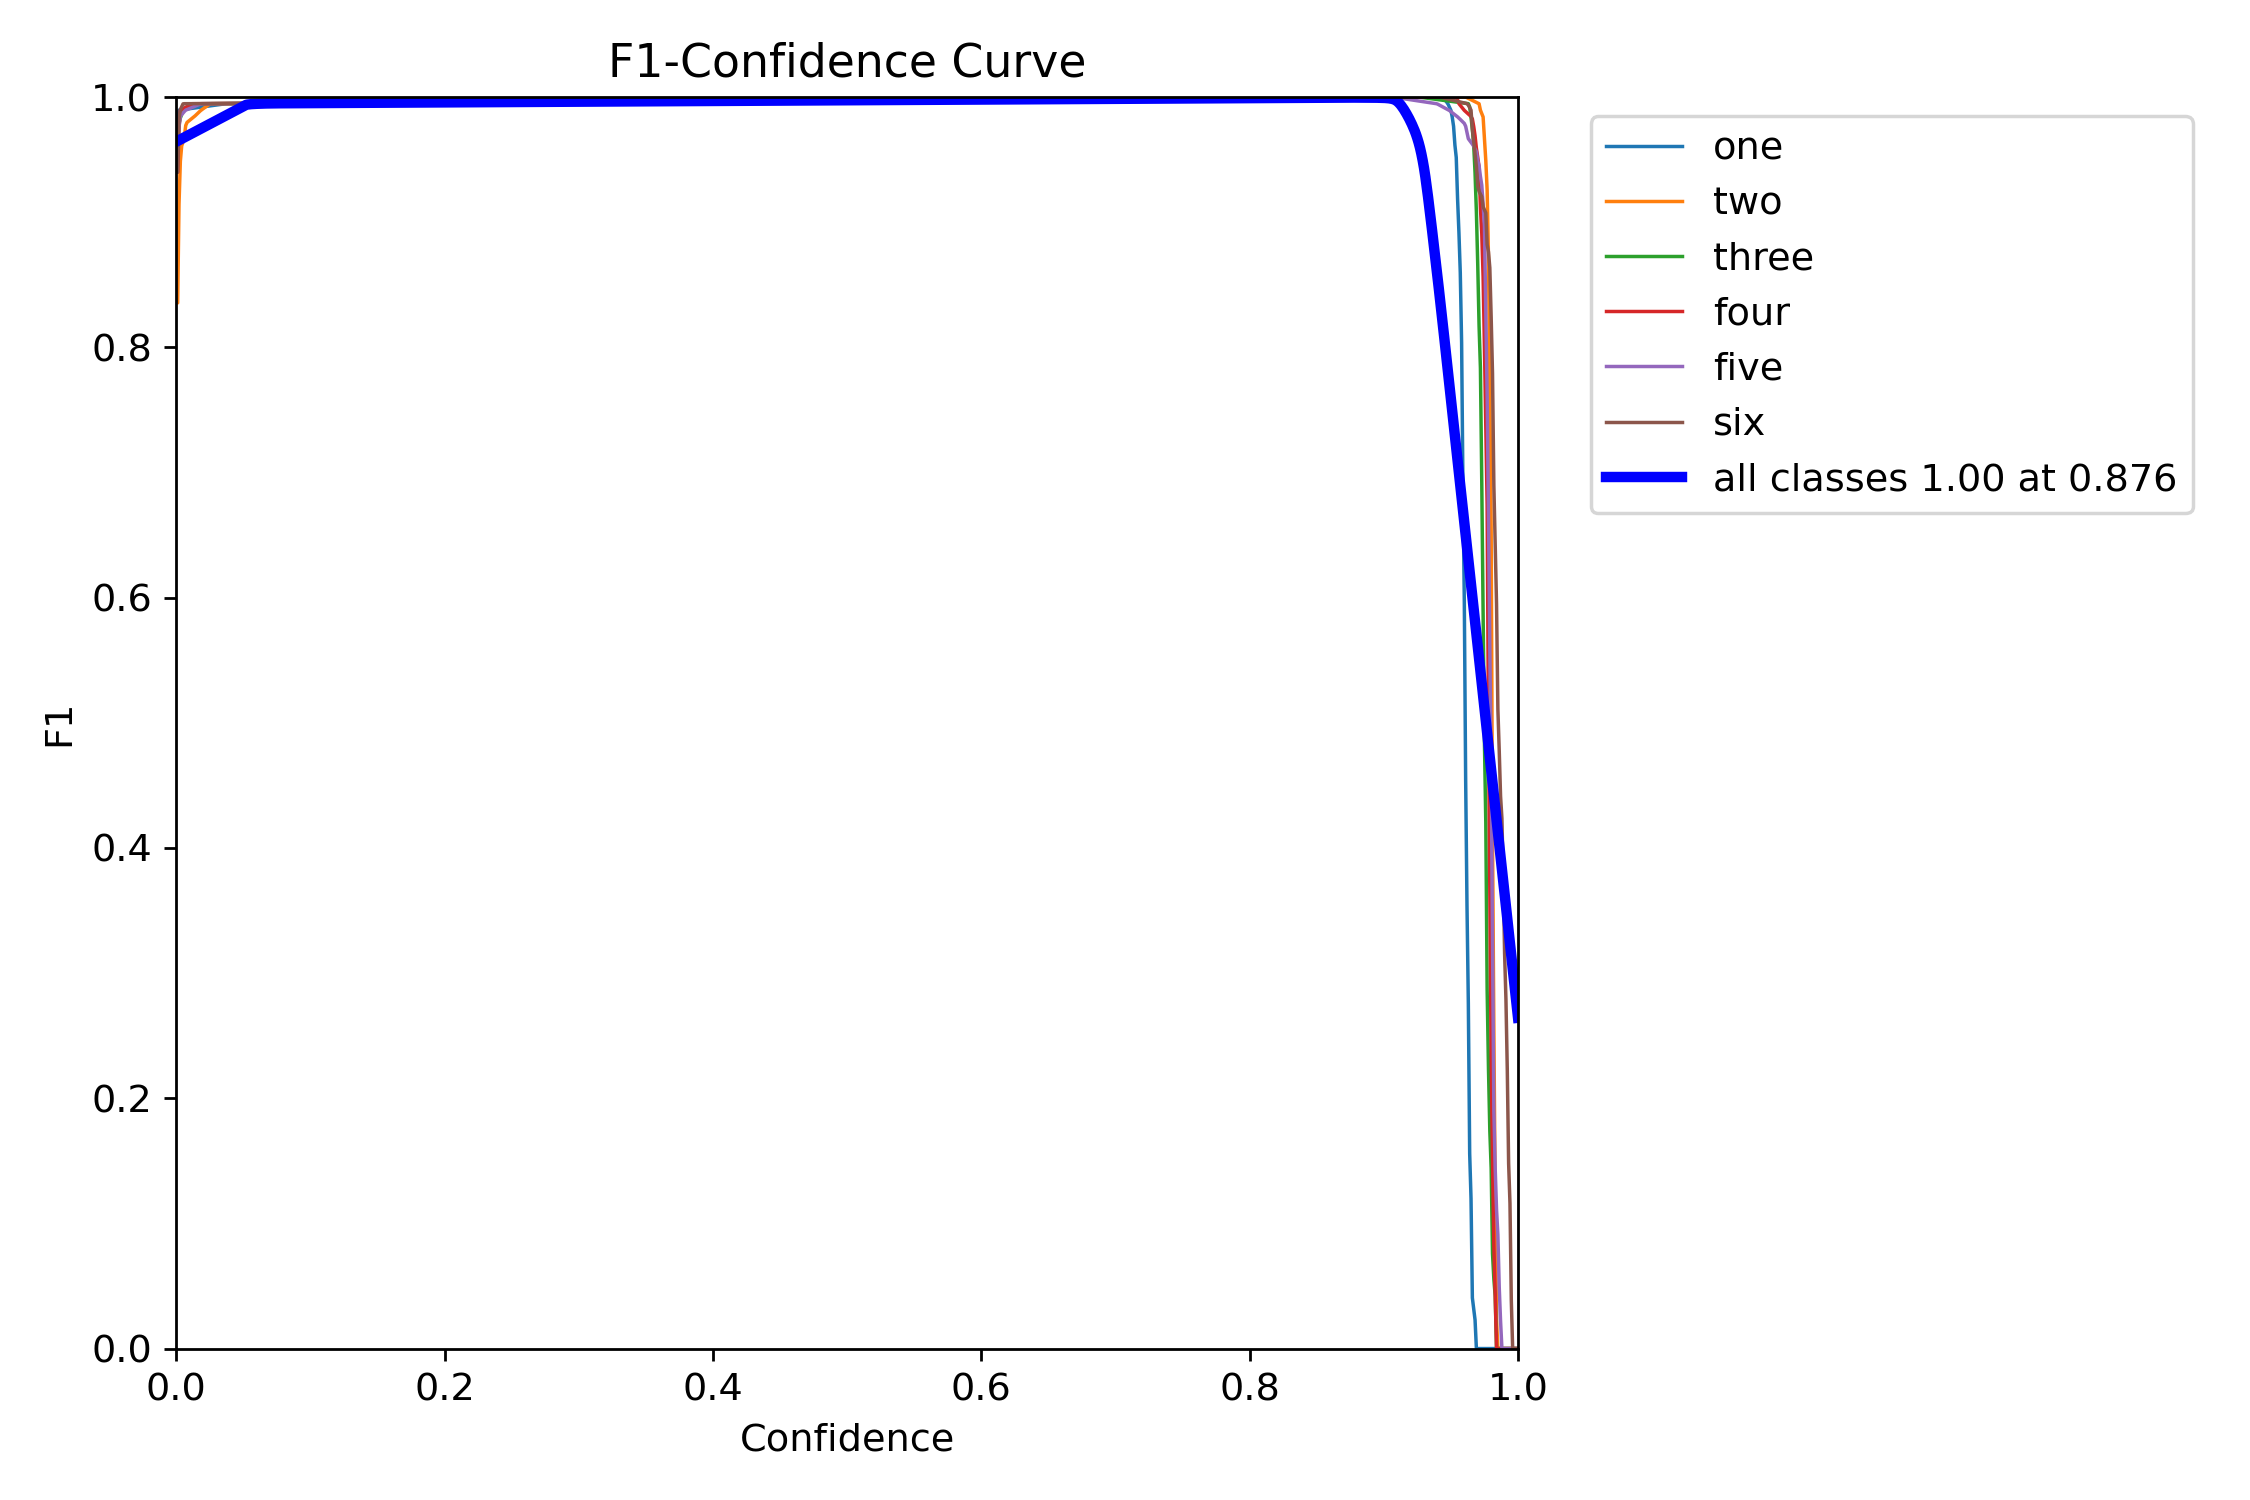 F1-Confidence Curve
1.0
0.8
0.6
0.4
0.2
0.0
F1
0.0 0.2 0.4 0.6 0.8 1.0
Confidence
one
two
three
four
five
six
all classes 1.00 at 0.876